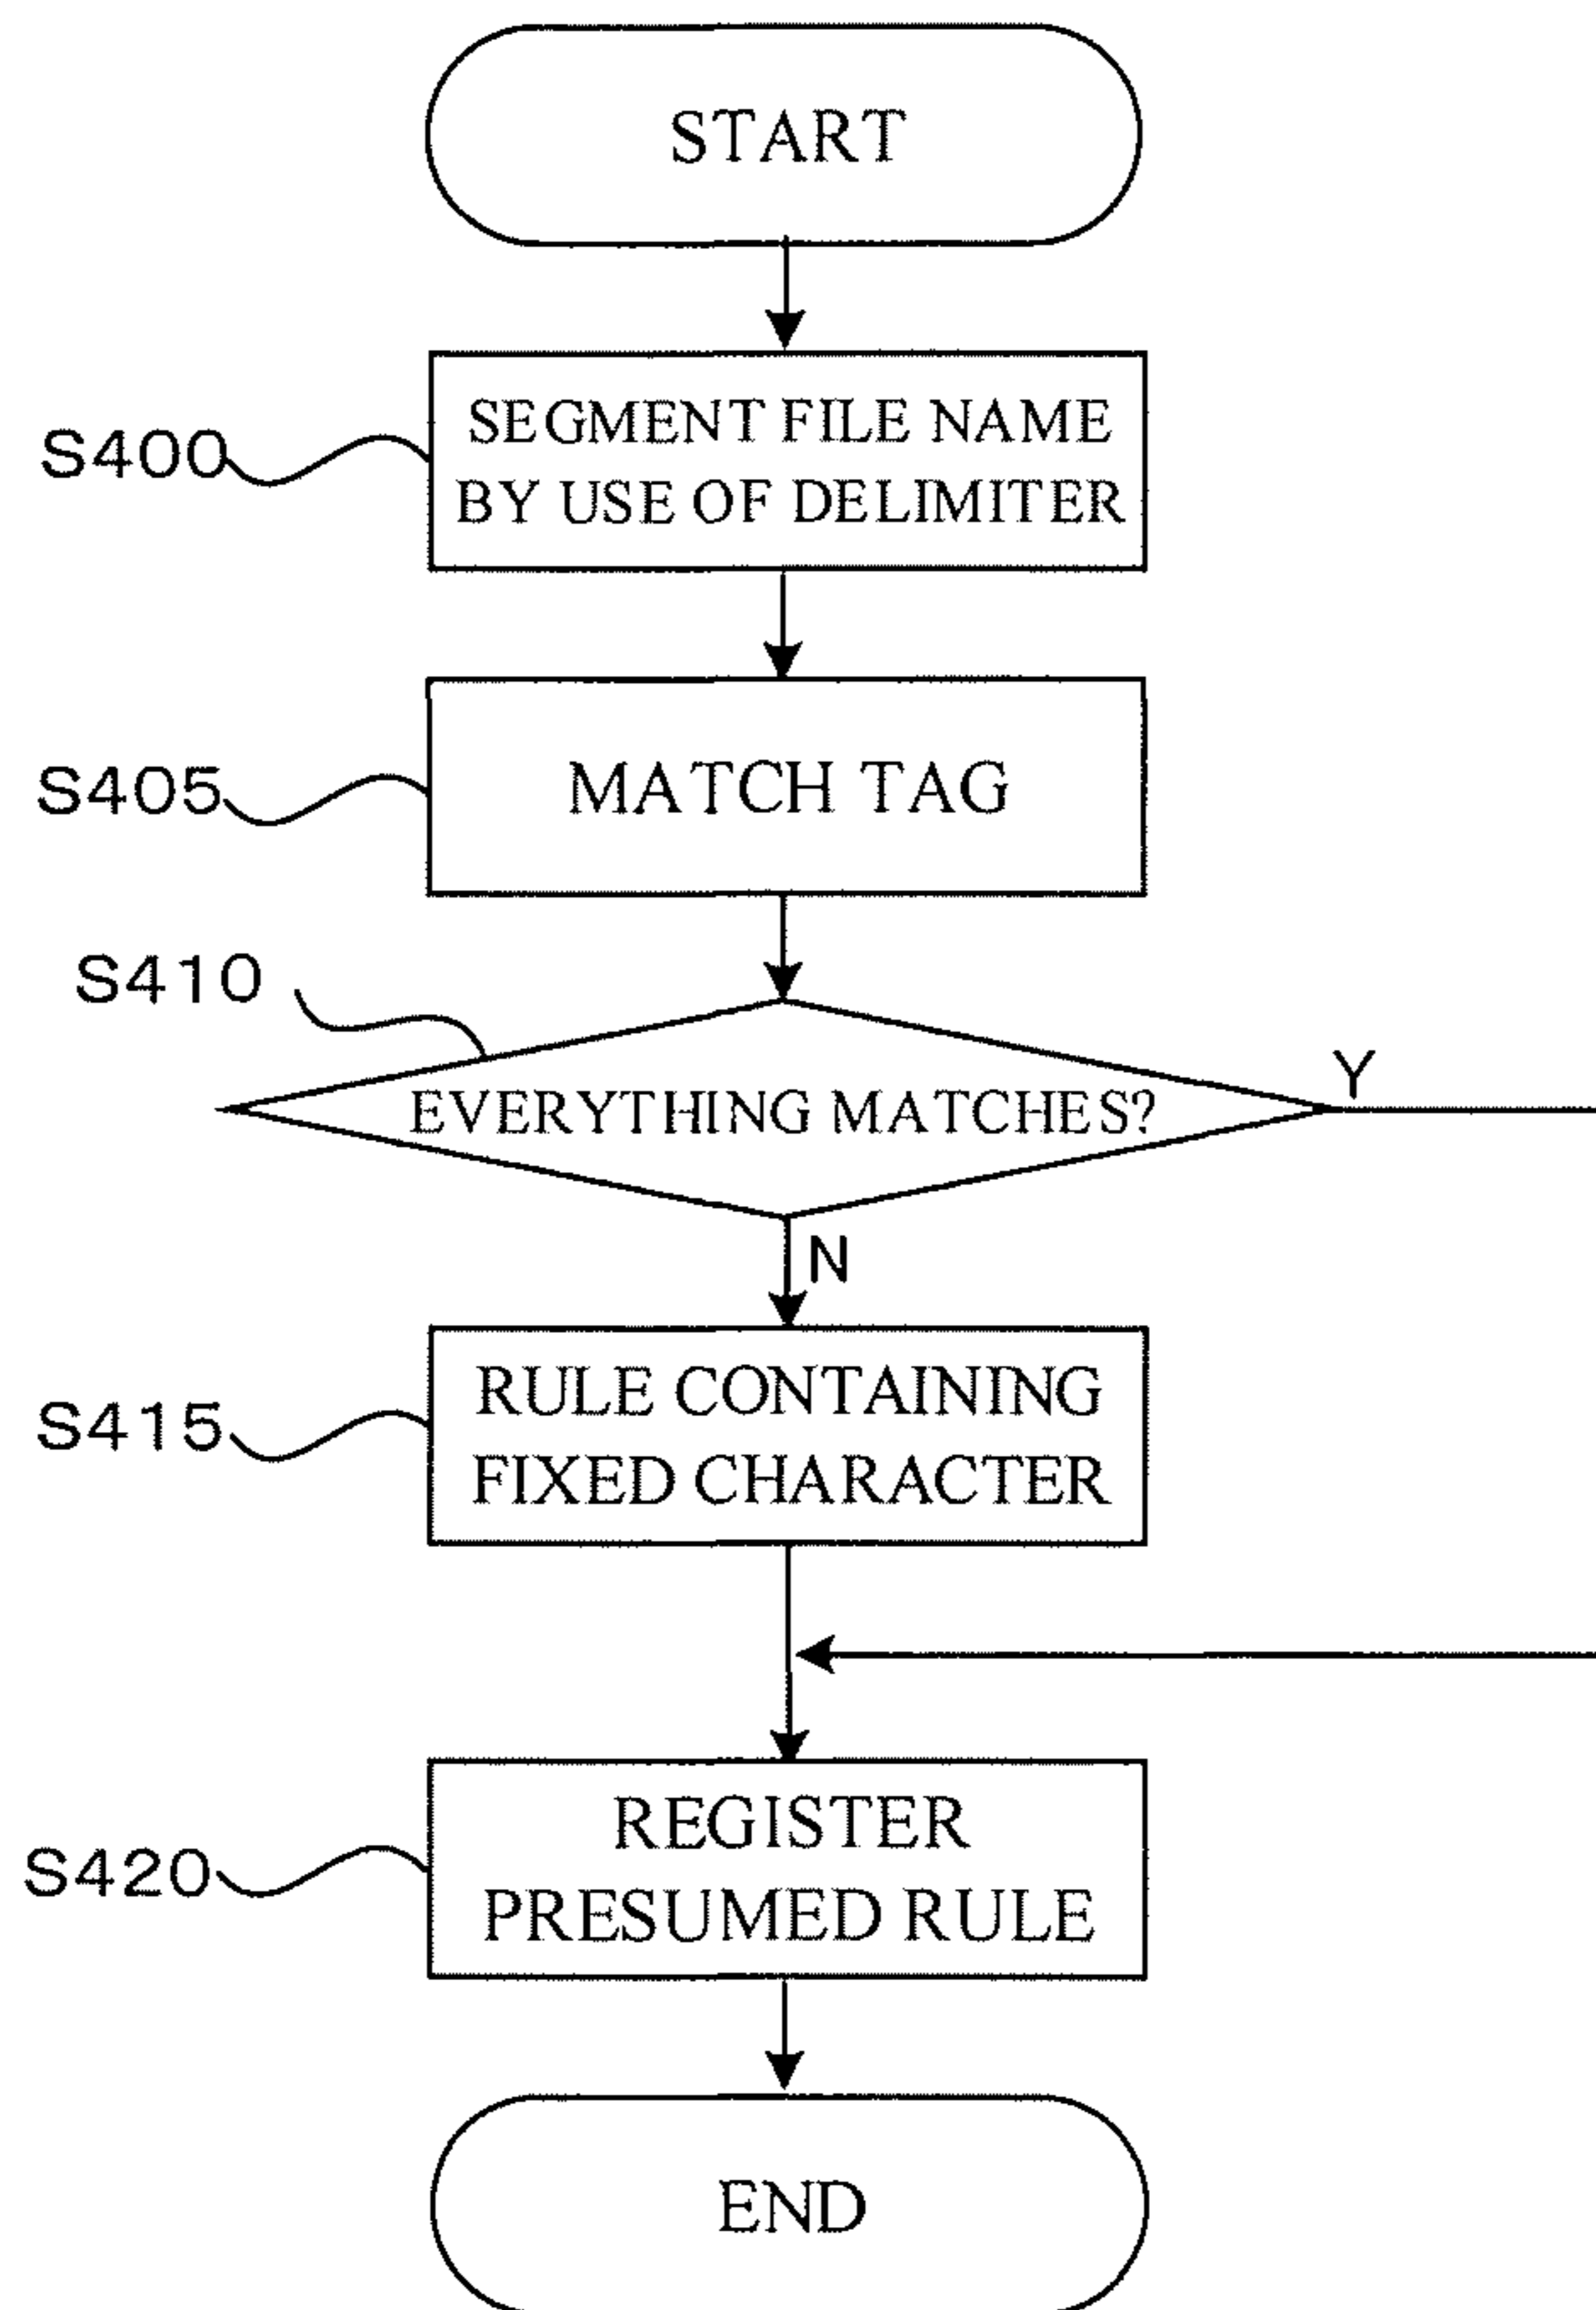 START
S400
SEGMENT FILE NAME
BY USE OF DELIMITER
S405
MATCH TAG
S410
EVERYTHING MATCHES?
Y
N
S415
RULE CONTAINING
FIXED CHARACTER
S420
REGISTER
PRESUMED RULE
END